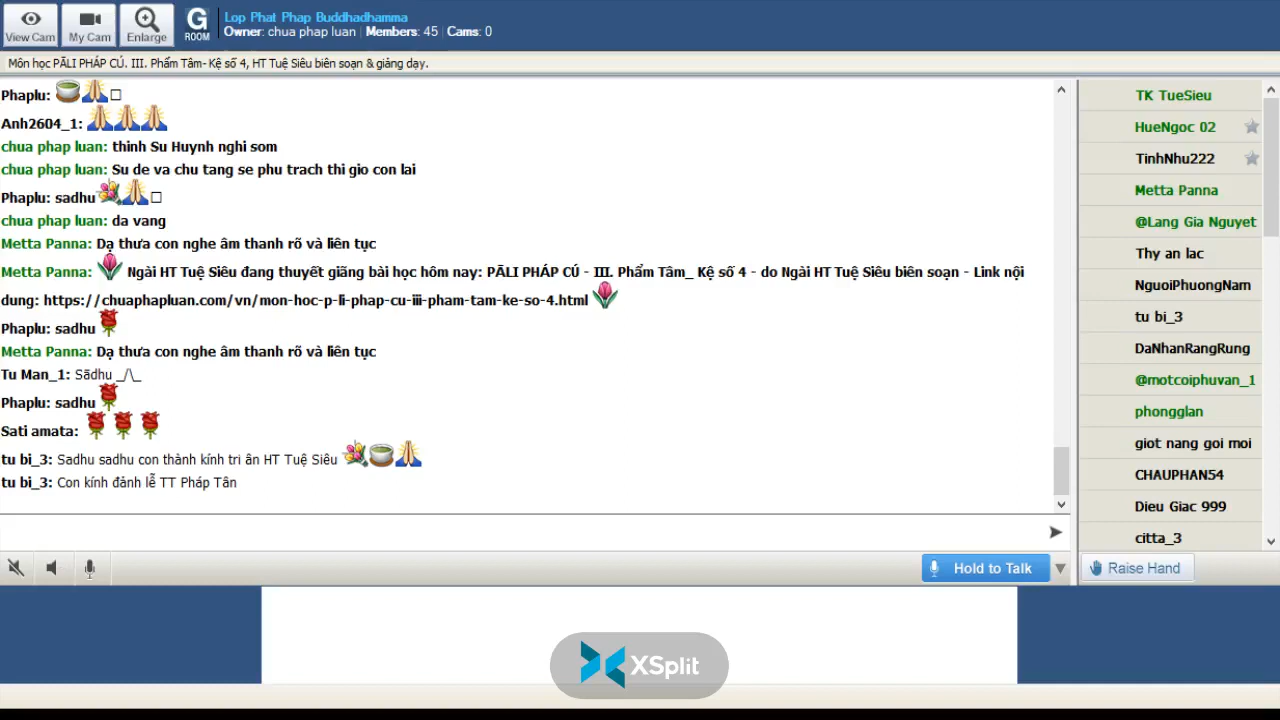 View Cam
My Cam
Enlarge
G
ROOM
Lop Phat Phap Buddhadhamma
Owner: chua phap luan | Members: 45 | Cams: 0
Môn học PĀLI PHÁP CÚ. III. Phẩm Tâm- Kệ số 4, HT Tuệ Siêu biên soạn & giảng dạy.
Phaplu:
Anh2604_1:
chua phap luan: thinh Su Huynh nghi som
chua phap luan: Su de va chu tang se phu trach thi gio con lai
Phaplu: sadhu
chua phap luan: da vang
Metta Panna: Dạ thưa con nghe âm thanh rõ và liên tục
Metta Panna: Ngài HT Tuệ Siêu đang thuyết giãng bài học hôm nay: PĀLI PHÁP CÚ - III. Phẩm Tâm_ Kệ số 4 - do Ngài HT Tuệ Siêu biên soạn - Link nội
dung: https://chuaphapluan.com/vn/mon-hoc-p-li-phap-cu-iii-pham-tam-ke-so-4.html
Phaplu: sadhu
Metta Panna: Dạ thưa con nghe âm thanh rõ và liên tục
Tu Man_1: Sādhu _/\_
Phaplu: sadhu
Sati amata:
tu bi_3: Sadhu sadhu con thành kính tri ân HT Tuệ Siêu
tu bi_3: Con kính đảnh lễ TT Pháp Tân
TK TueSieu
HueNgoc 02
TinhNhu222
Metta Panna
@Lang Gia Nguyet
Thy an lac
NguoiPhuongNam
tu bi_3
DaNhanRangRung
@motcoiphuvan_1
phongglan
giot nang goi moi
CHAUPHAN54
Dieu Giac 999
citta_3
Hold to Talk
Raise Hand
XSplit